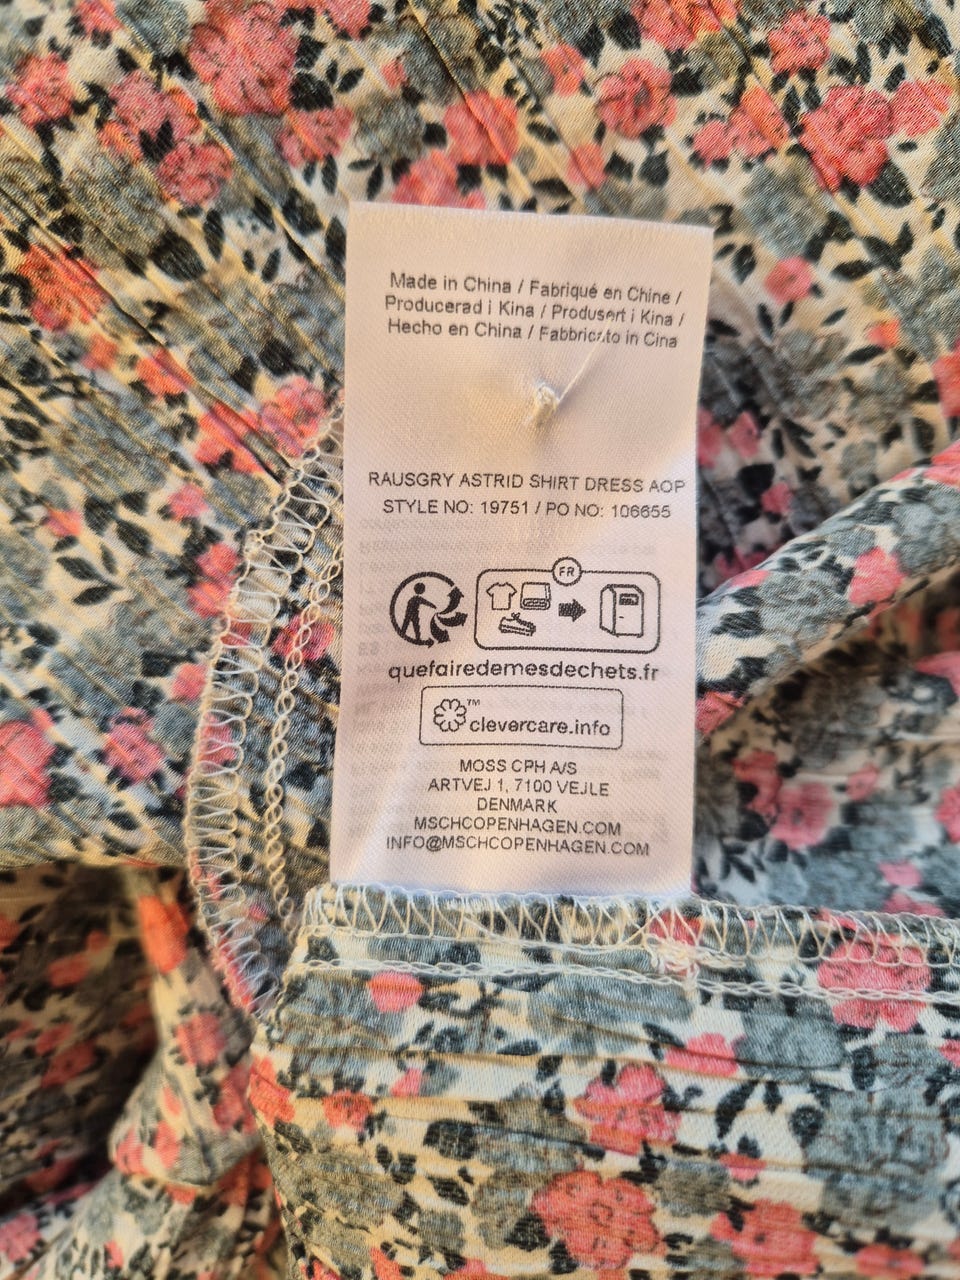 Made in China / Fabriqué en Chine /
Producerad i Kina / Produsert i Kina /
Hecho en China / Fabbricato in Cina
RAUSGRY ASTRID SHIRT DRESS AOP
STYLE NO: 19751 / PO NO: 106655
FR
quefairedemesdechets.fr
™
clevercare.info
MOSS CPH A/S
ARTVEJ 1, 7100 VEJLE
DENMARK
MSCHCOPENHAGEN.COM
INFO@MSCHCOPENHAGEN.COM